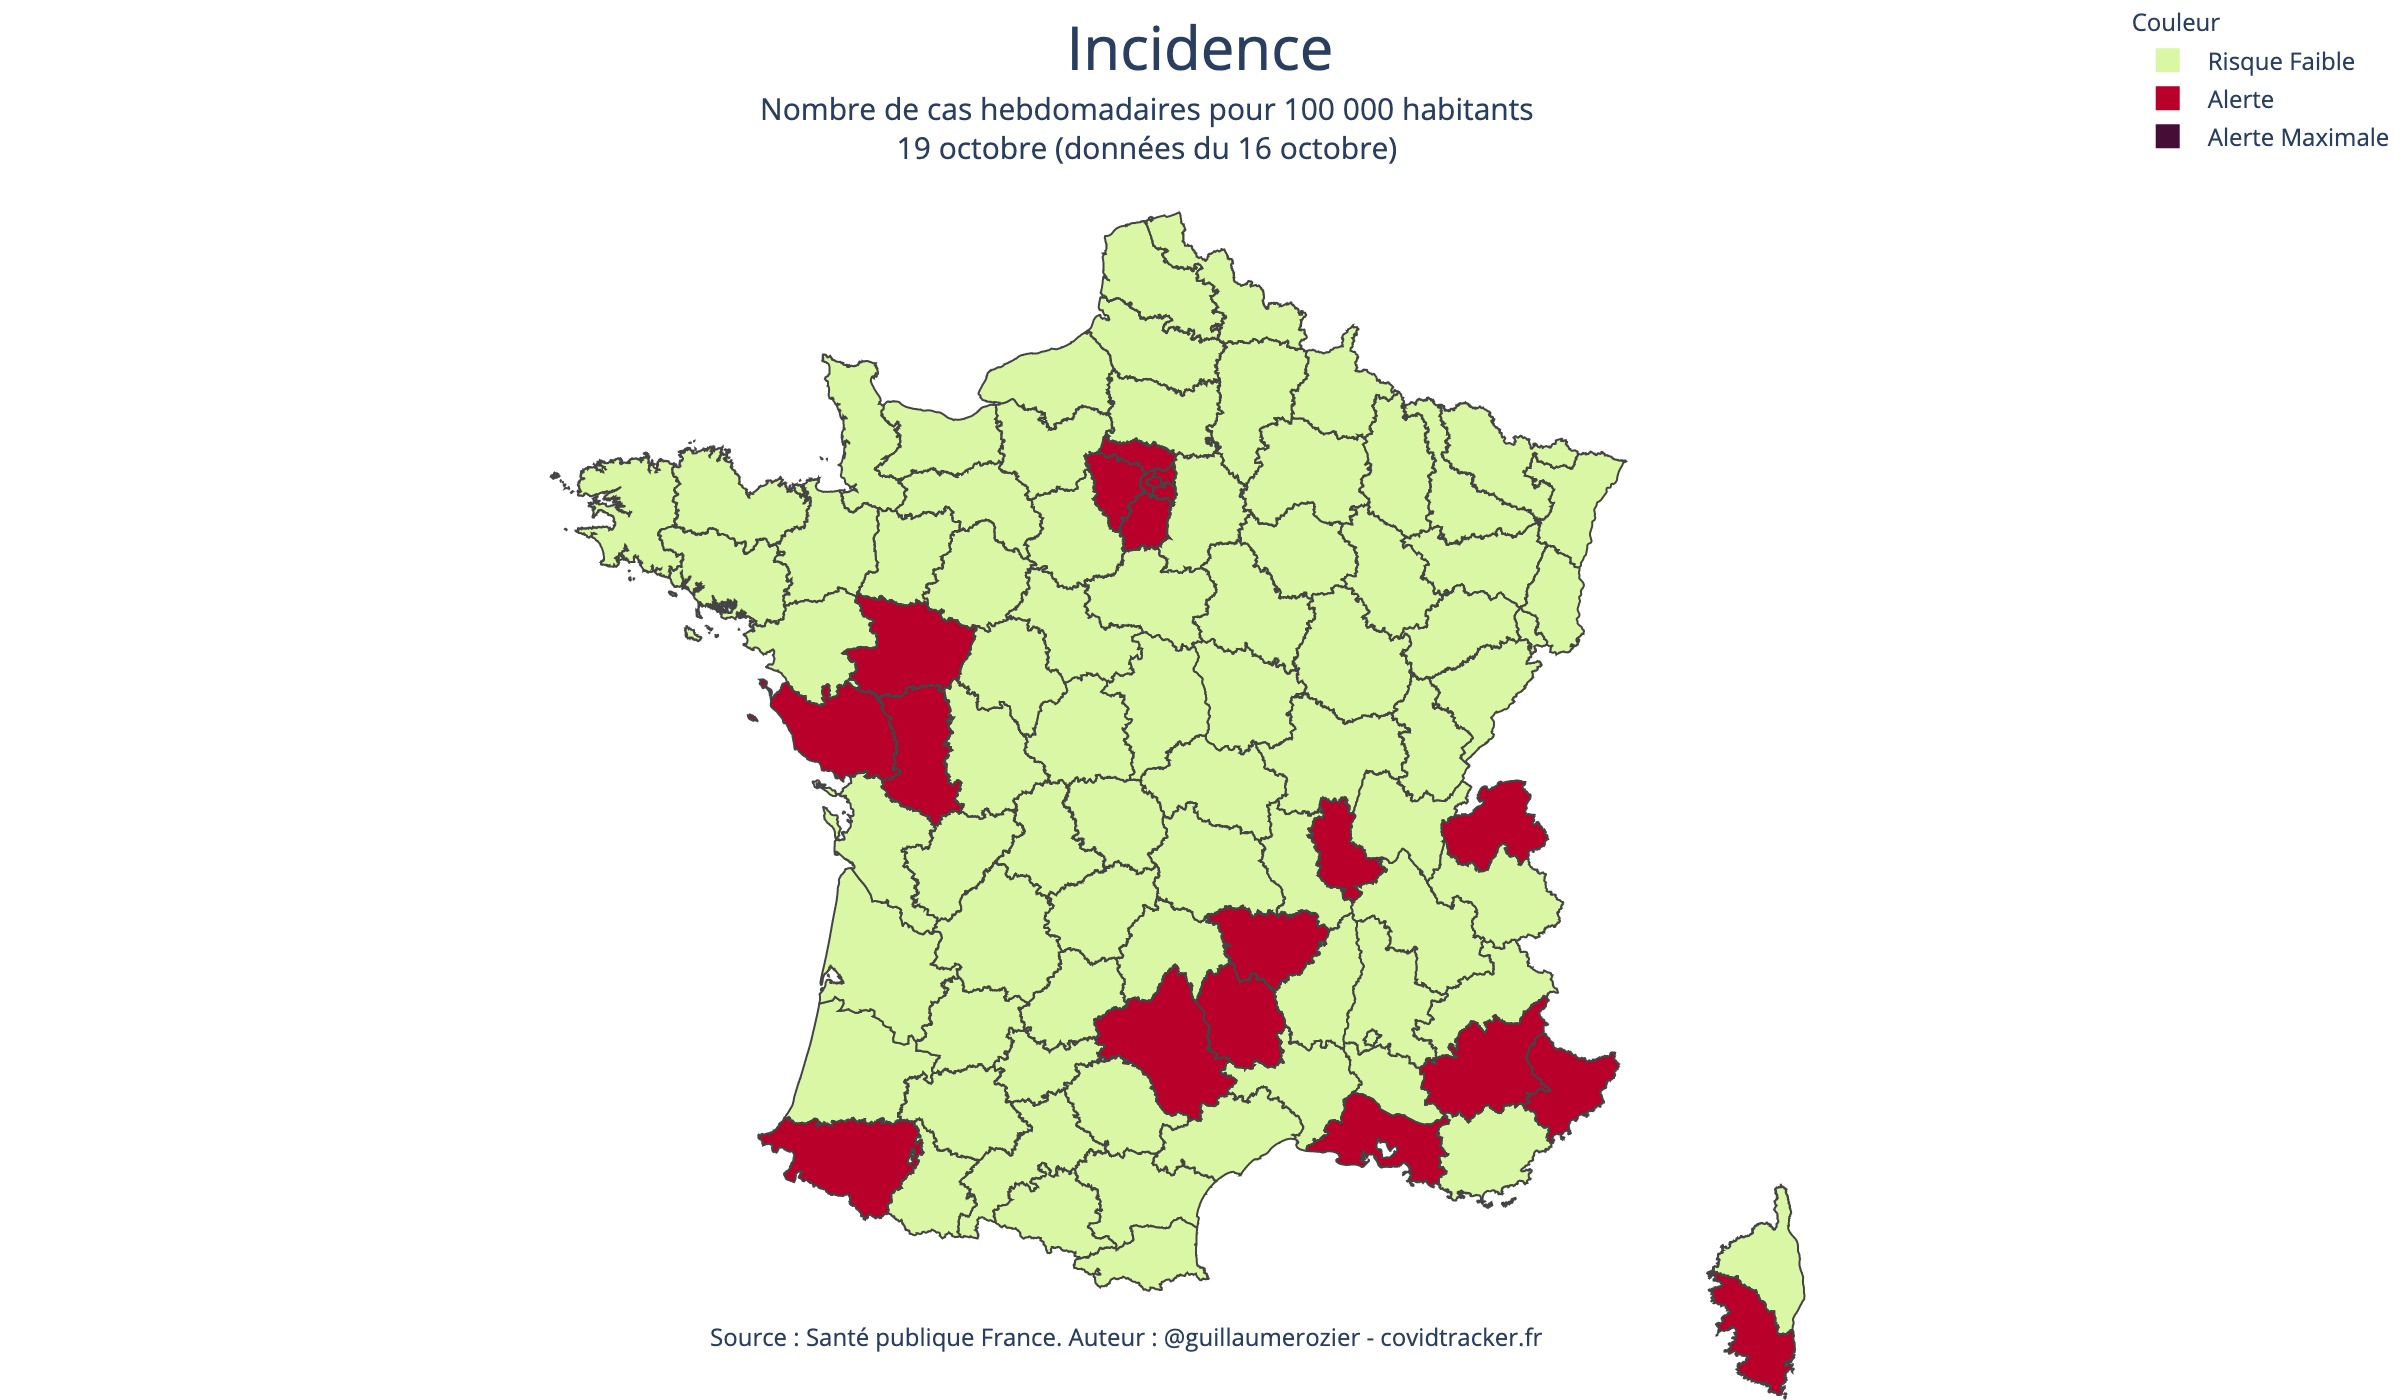 Incidence
Nombre de cas hebdomadaires pour 100 000 habitants
19 octobre (données du 16 octobre)
Couleur
Risque Faible
Alerte
Alerte Maximale
Source : Santé publique France. Auteur : @guillaumerozier - covidtracker.fr